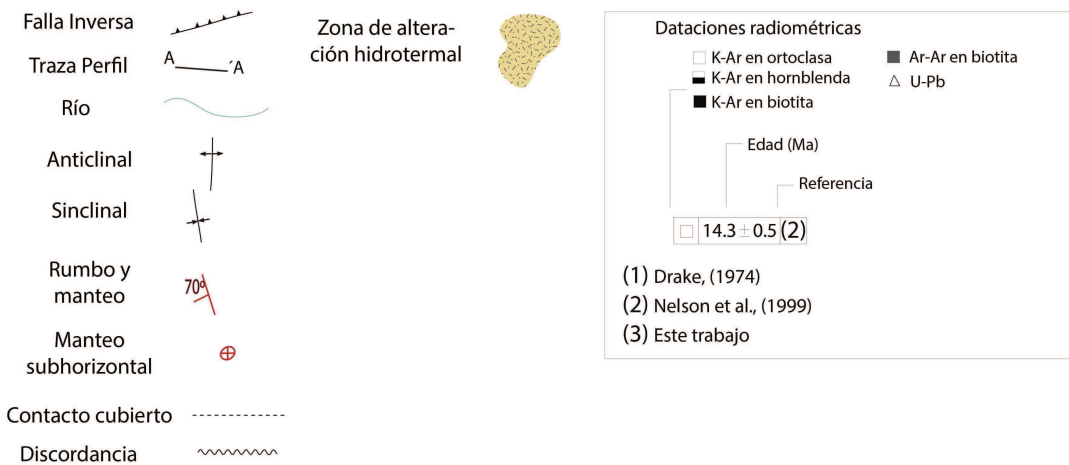 Falla Inversa
Traza Perfil
A ´A
Río
Anticlinal
Sinclinal
Rumbo y
manteo
70º
Manteo
subhorizontal
Contacto cubierto
Discordancia
Zona de altera-
ción hidrotermal
Dataciones radiométricas
K-Ar en ortoclasa
K-Ar en hornblenda
K-Ar en biotita
Ar-Ar en biotita
U-Pb
Edad (Ma)
Referencia
14.3 ± 0.5 (2)
(1) Drake, (1974)
(2) Nelson et al., (1999)
(3) Este trabajo